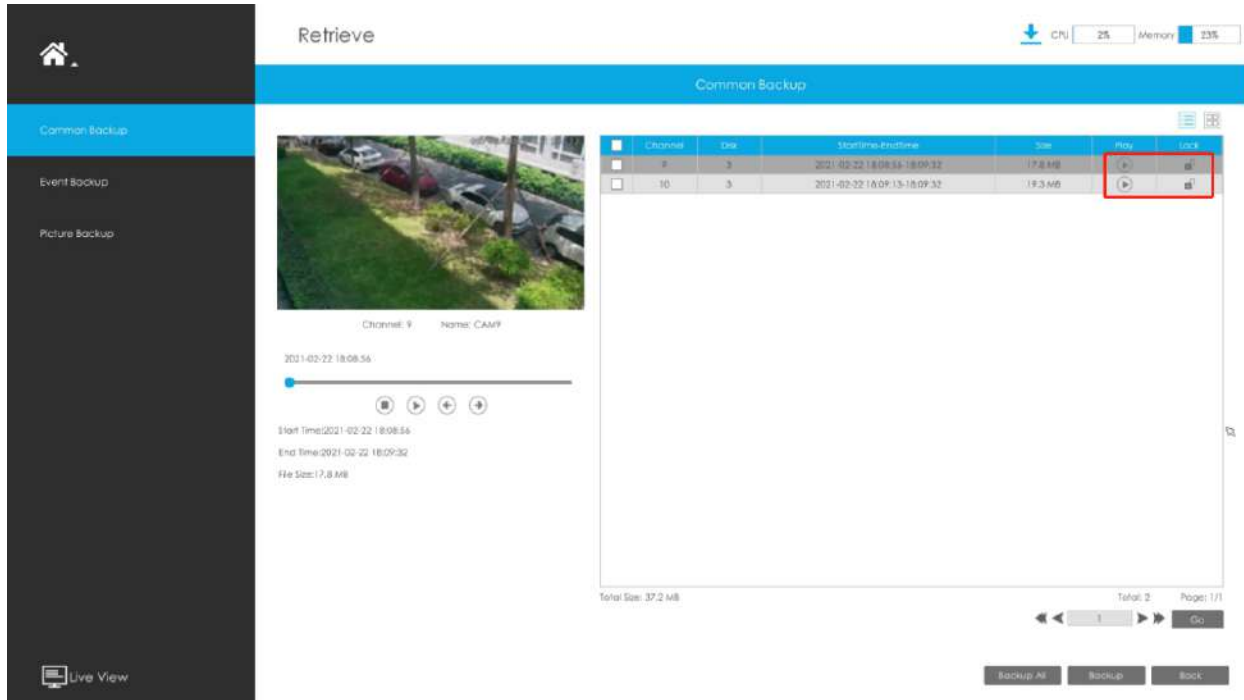 Retrieve
CPU 2% Memory 23%
Common Backup
Common Backup
Event Backup
Picture Backup
Channel Disk StartTime-EndTime Size Play Lock
9 3 2021-02-22 18:08:56-18:09:32 17.8 MB
10 3 2021-02-22 18:09:13-18:09:32 19.3 MB
Channel: 9 Name: CAM9
2021-02-22 18:08:56
Start Time:2021-02-22 18:08:56
End Time:2021-02-22 18:09:32
File Size:17.8 MB
Total Size: 37.2 MB Total: 2 Page: 1/1
1 Go
Live View
Backup All Backup Back